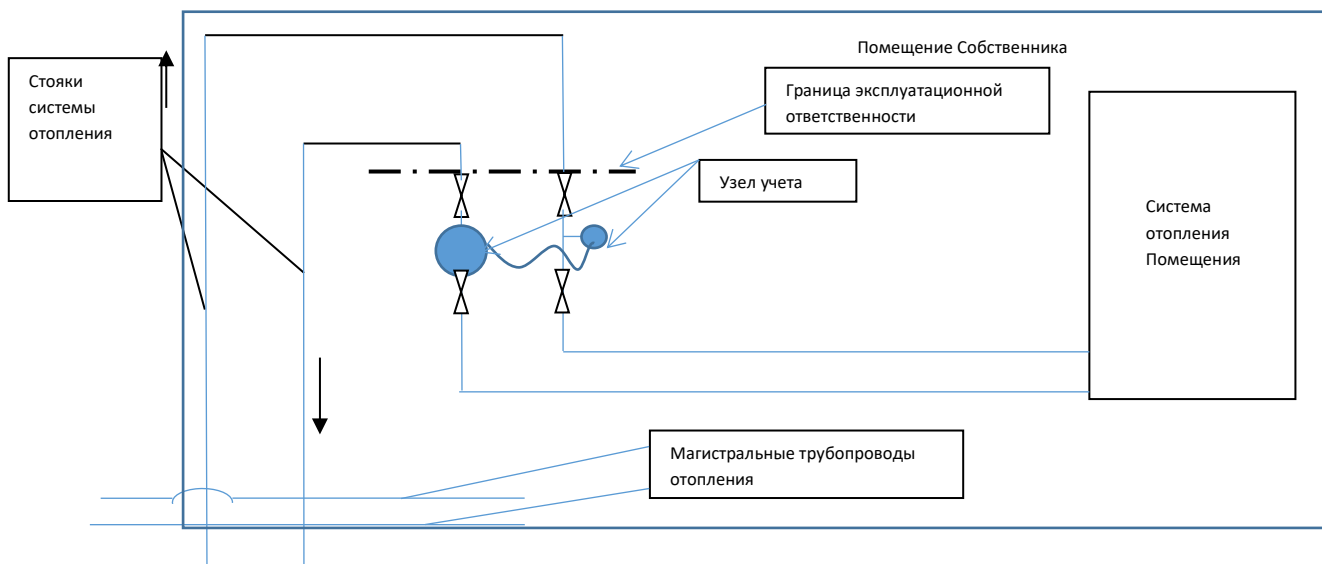 Помещение Собственника
Стояки
системы
отопления
Граница эксплуатационной
ответственности
Узел учета
Система
отопления
Помещения
Магистральные трубопроводы
отопления